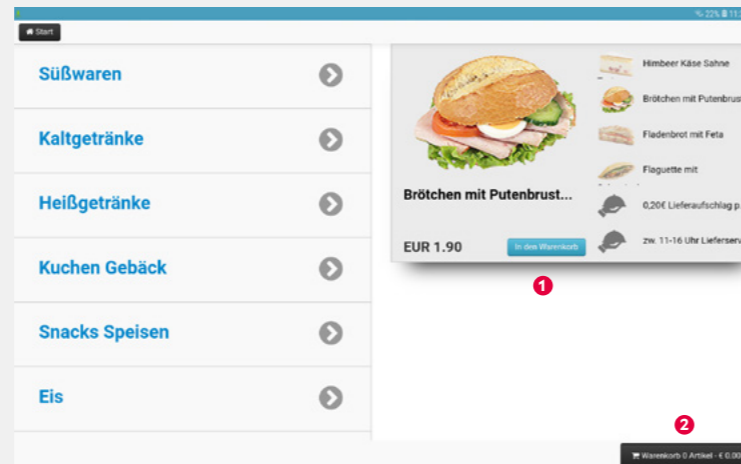 22% 11:
Start
Süßwaren
Kaltgetränke
Heißgetränke
Kuchen Gebäck
Snacks Speisen
Eis
Himbeer Käse Sahne
Brötchen mit Putenbrust
Fladenbrot mit Feta
Flaguette mit
0,20€ Lieferaufschlag p.
zw. 11-16 Uhr Lieferserv
Brötchen mit Putenbrust...
EUR 1.90
In den Warenkorb
1
2
Warenkorb 0 Artikel - € 0.00